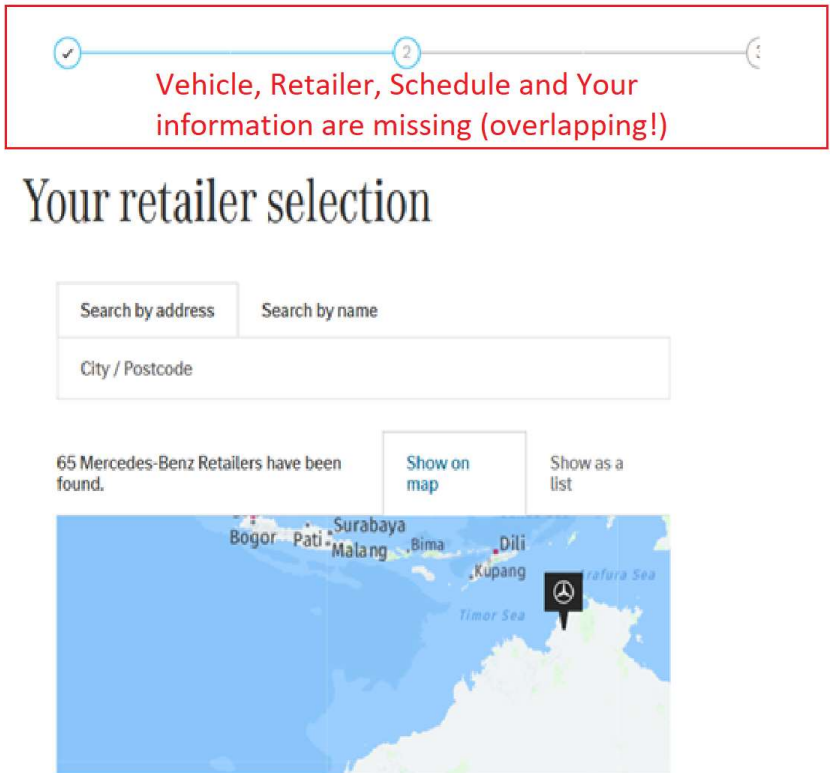 2
Vehicle, Retailer, Schedule and Your
information are missing (overlapping!)
Your retailer selection
Search by address
Search by name
City / Postcode
65 Mercedes-Benz Retailers have been
found.
Show on
map
Show as a
list
Surabaya
Bogor
Pati
Malang
Bima
Dili
Kupang
Timor Sea
Sea